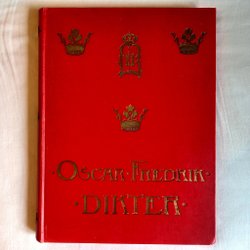 · OSCAR · FREDRIK ·
· DIKTER ·